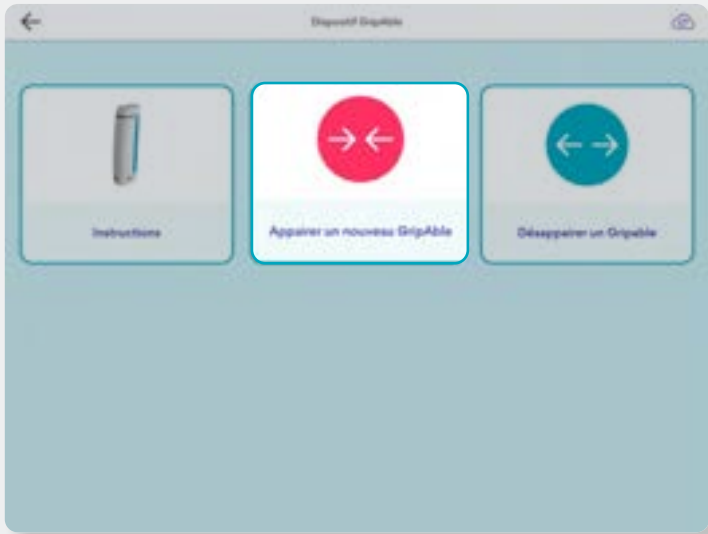 Dispositif GripAble
Instructions
Appairer un nouveau GripAble
Désappairer un Gripable